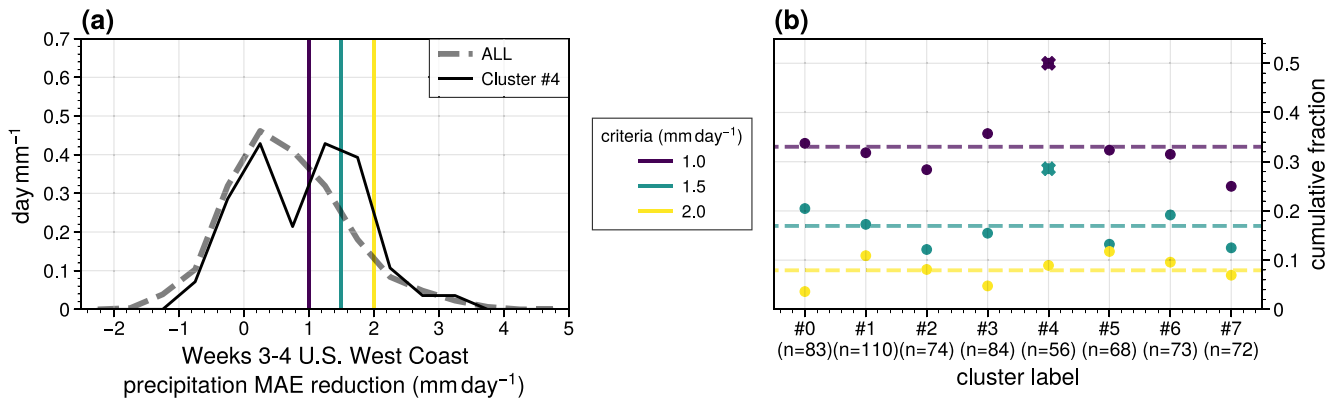 (a)
0.7
0.6
0.5
0.4
0.3
0.2
0.1
0
day mm−1
ALL
Cluster #4
−2 −1 0 1 2 3 4 5
Weeks 3-4 U.S. West Coast
precipitation MAE reduction (mm day−1)
criteria (mm day−1)
1.0
1.5
2.0
(b)
0.5
0.4
0.3
0.2
0.1
0
cumulative fraction
#0 #1 #2 #3 #4 #5 #6 #7
(n=83) (n=110) (n=74) (n=84) (n=56) (n=68) (n=73) (n=72)
cluster label